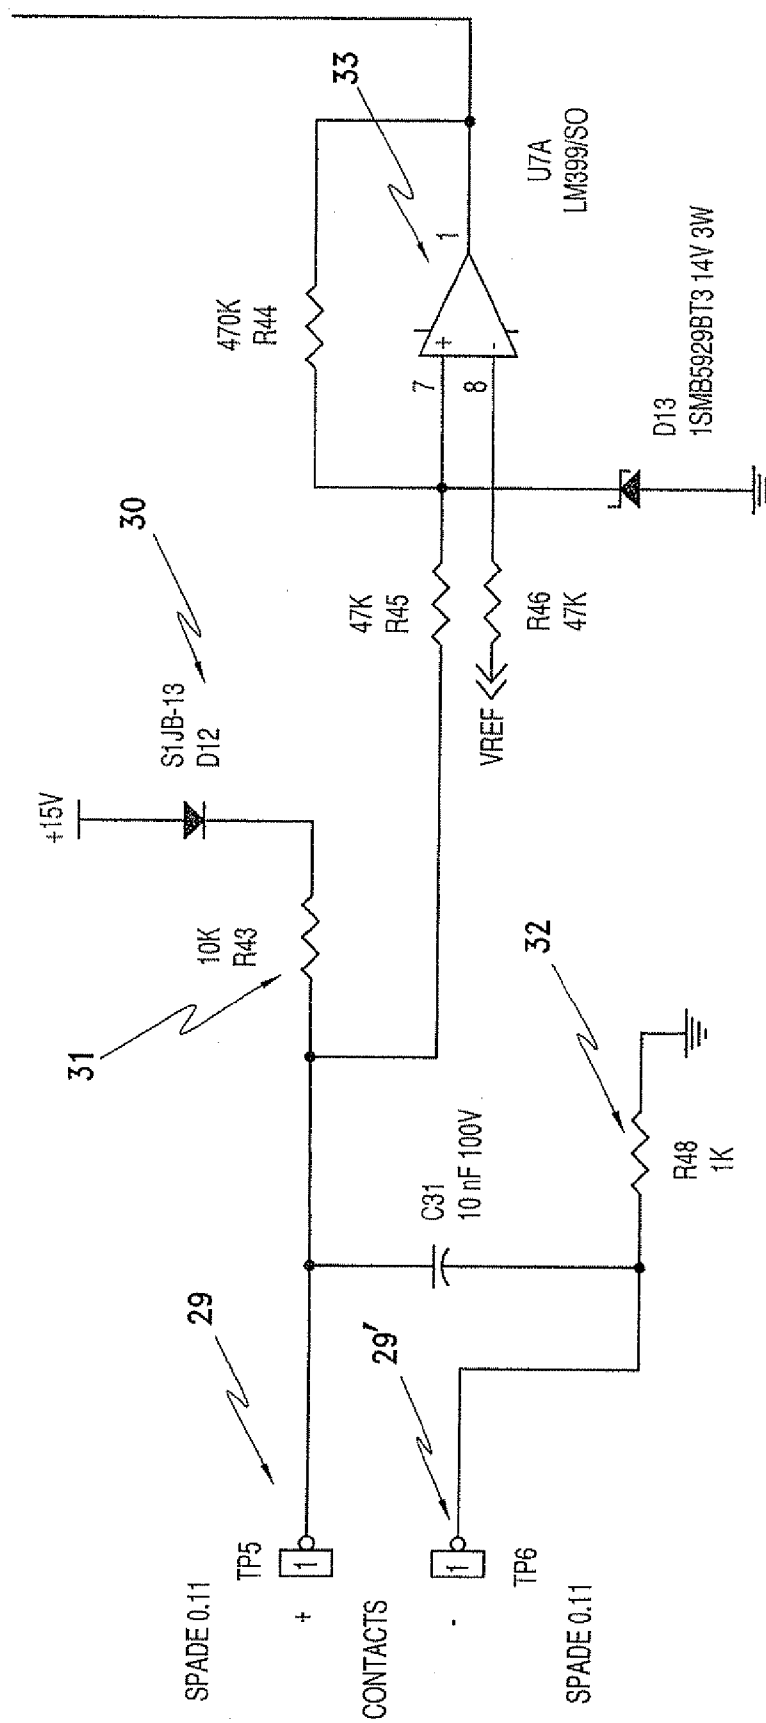 SPADE 0.11
TP5
1
+
CONTACTS
-
1
TP6
SPADE 0.11
29
29′
C31
10 nF 100V
R48
1K
32
31
10K
R43
+15V
S1JB-13
D12
30
47K
R45
VREF
R46
47K
470K
R44
7
8
+
-
1
33
U7A
LM399/SO
D13
1SMB5929BT3 14V 3W